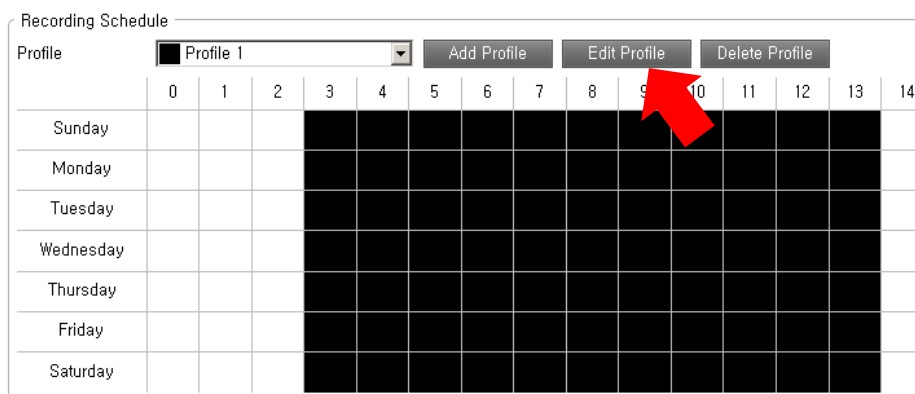 Recording Schedule
Profile Profile 1 Add Profile Edit Profile Delete Profile
0 1 2 3 4 5 6 7 8 9 10 11 12 13 14
Sunday
Monday
Tuesday
Wednesday
Thursday
Friday
Saturday